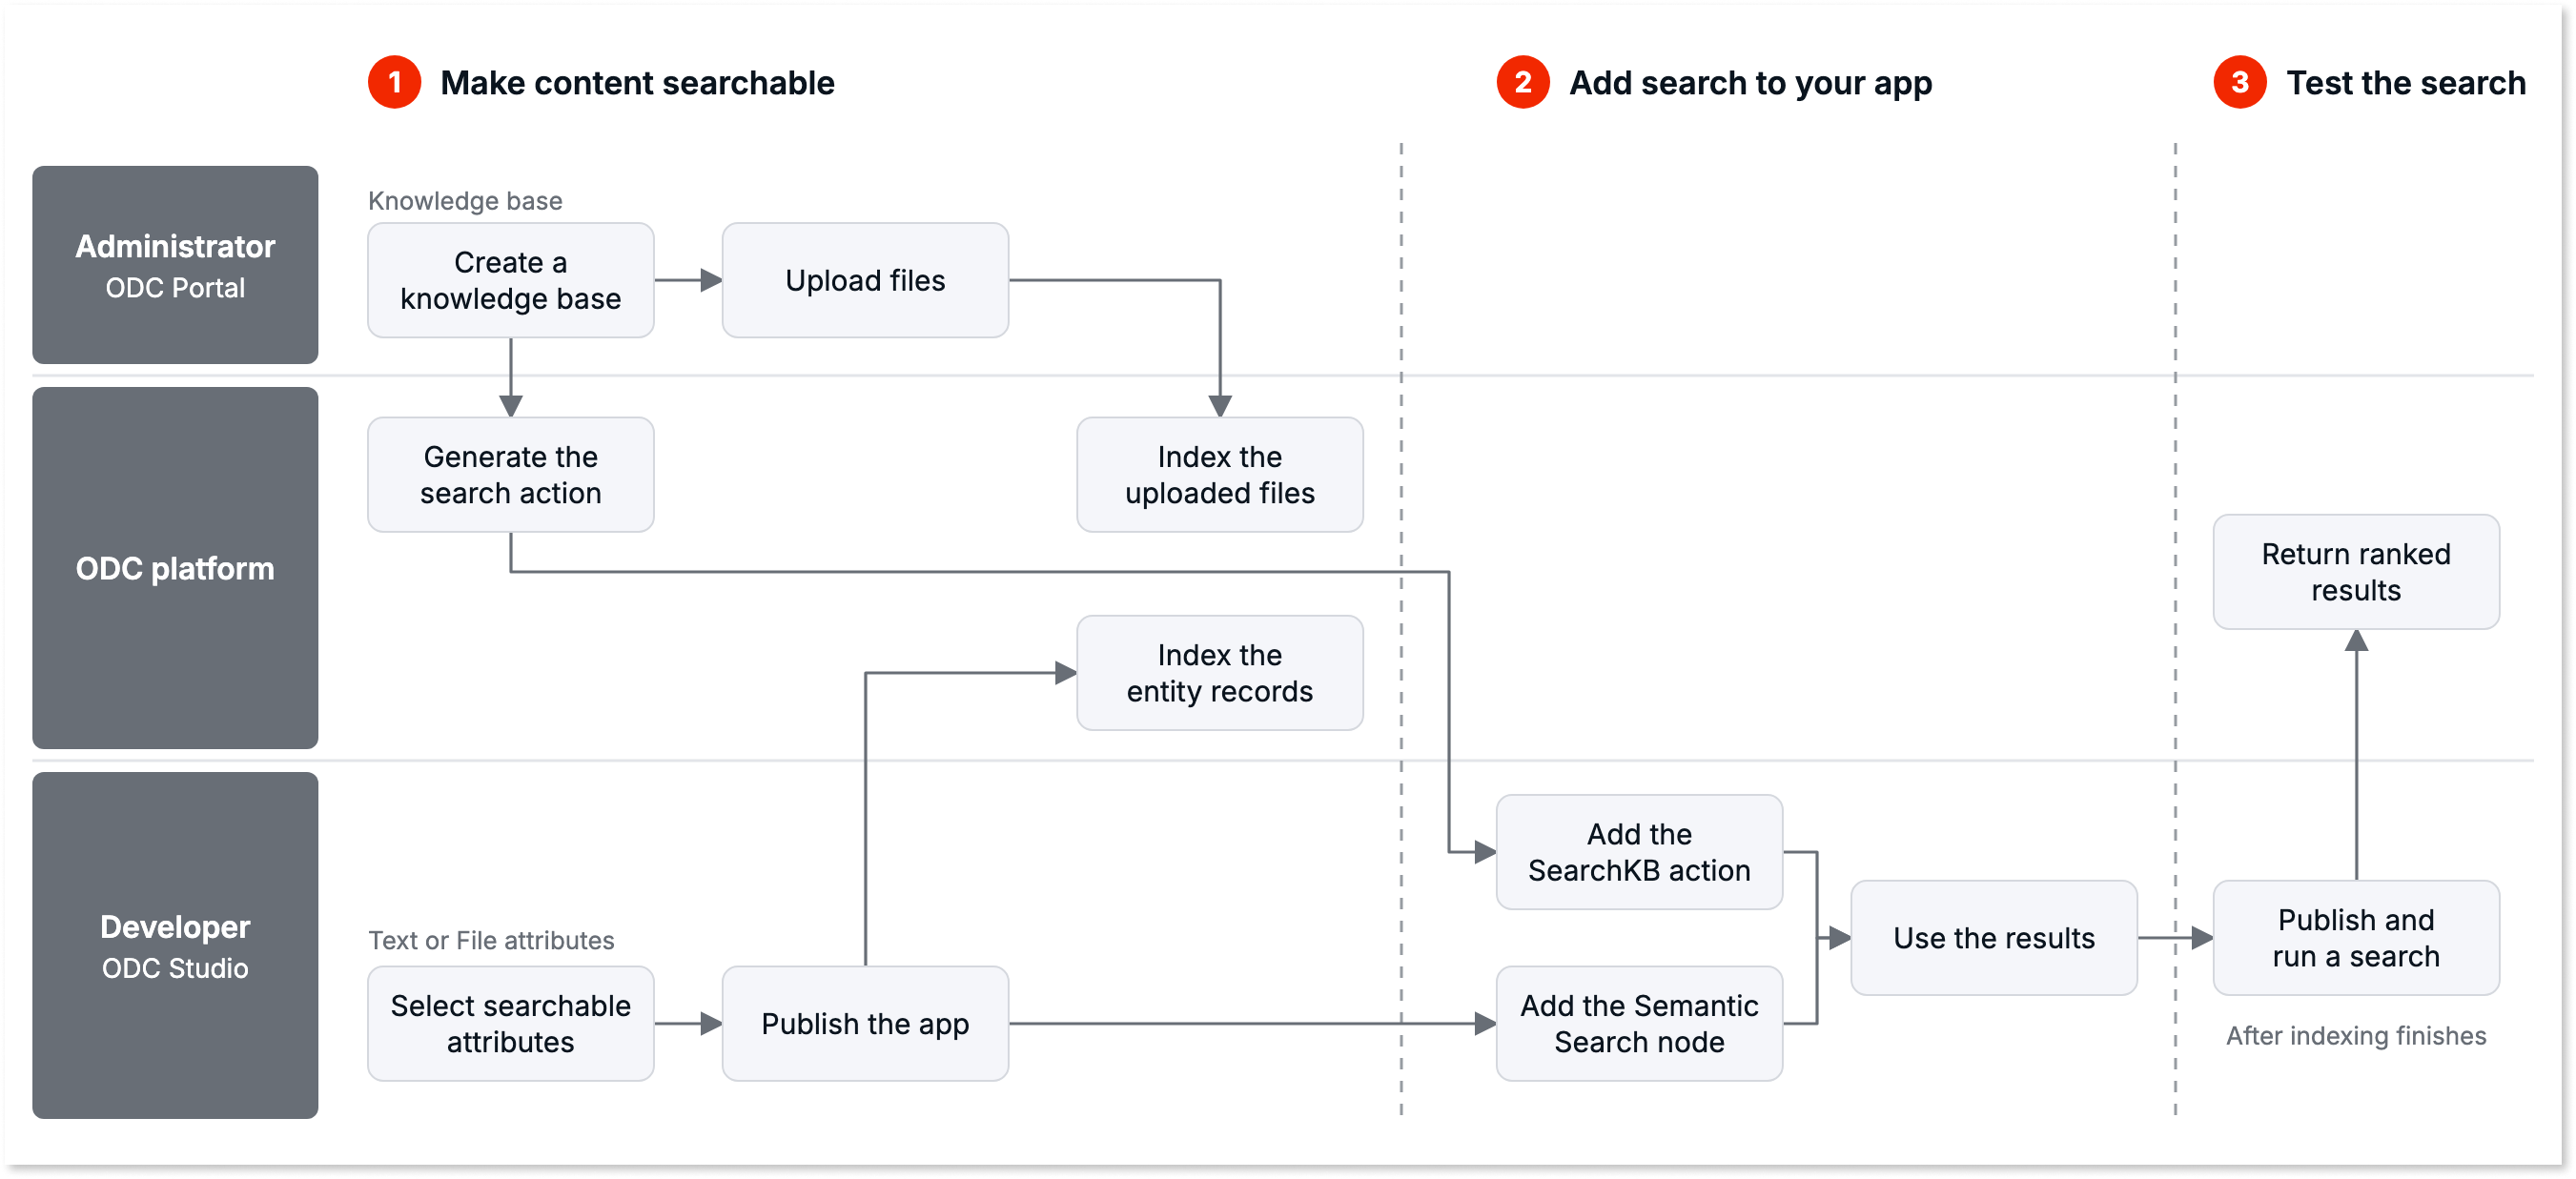 1 Make content searchable
2 Add search to your app
3 Test the search
Administrator
ODC Portal
Knowledge base
Create a
knowledge base
Upload files
ODC platform
Generate the
search action
Index the
uploaded files
Index the
entity records
Return ranked
results
Developer
ODC Studio
Text or File attributes
Select searchable
attributes
Publish the app
Add the
SearchKB action
Add the Semantic
Search node
Use the results
Publish and
run a search
After indexing finishes